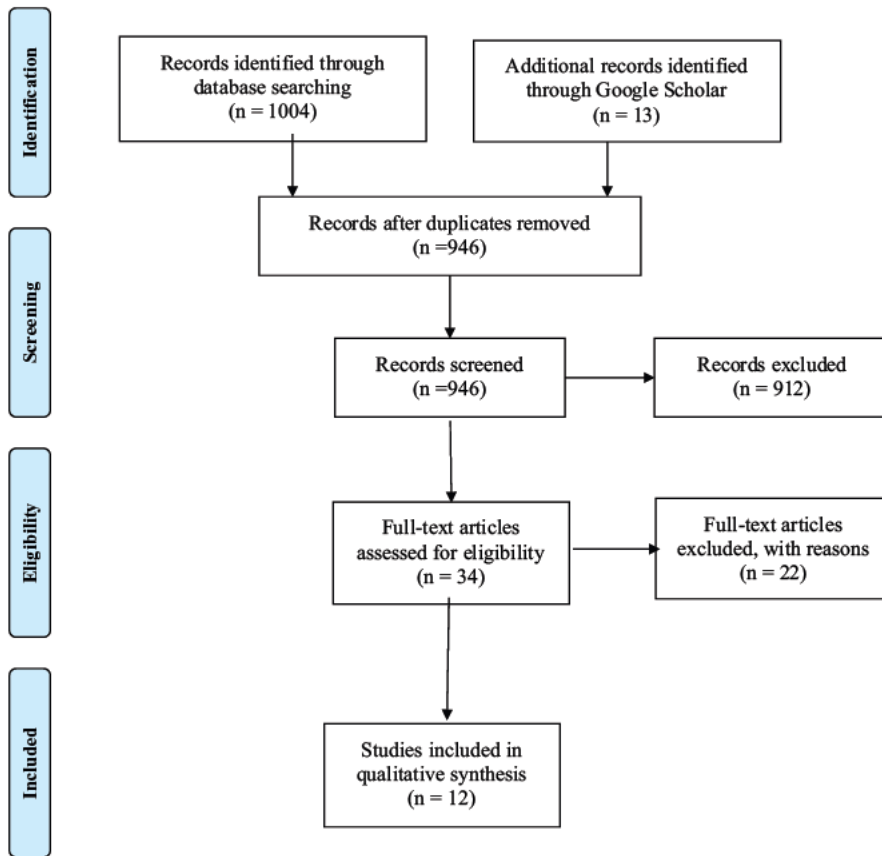 Identification
Records identified through
database searching
(n = 1004)
Additional records identified
through Google Scholar
(n = 13)
Records after duplicates removed
(n =946)
Screening
Records screened
(n =946)
Records excluded
(n = 912)
Eligibility
Full-text articles
assessed for eligibility
(n = 34)
Full-text articles
excluded, with reasons
(n = 22)
Included
Studies included in
qualitative synthesis
(n = 12)